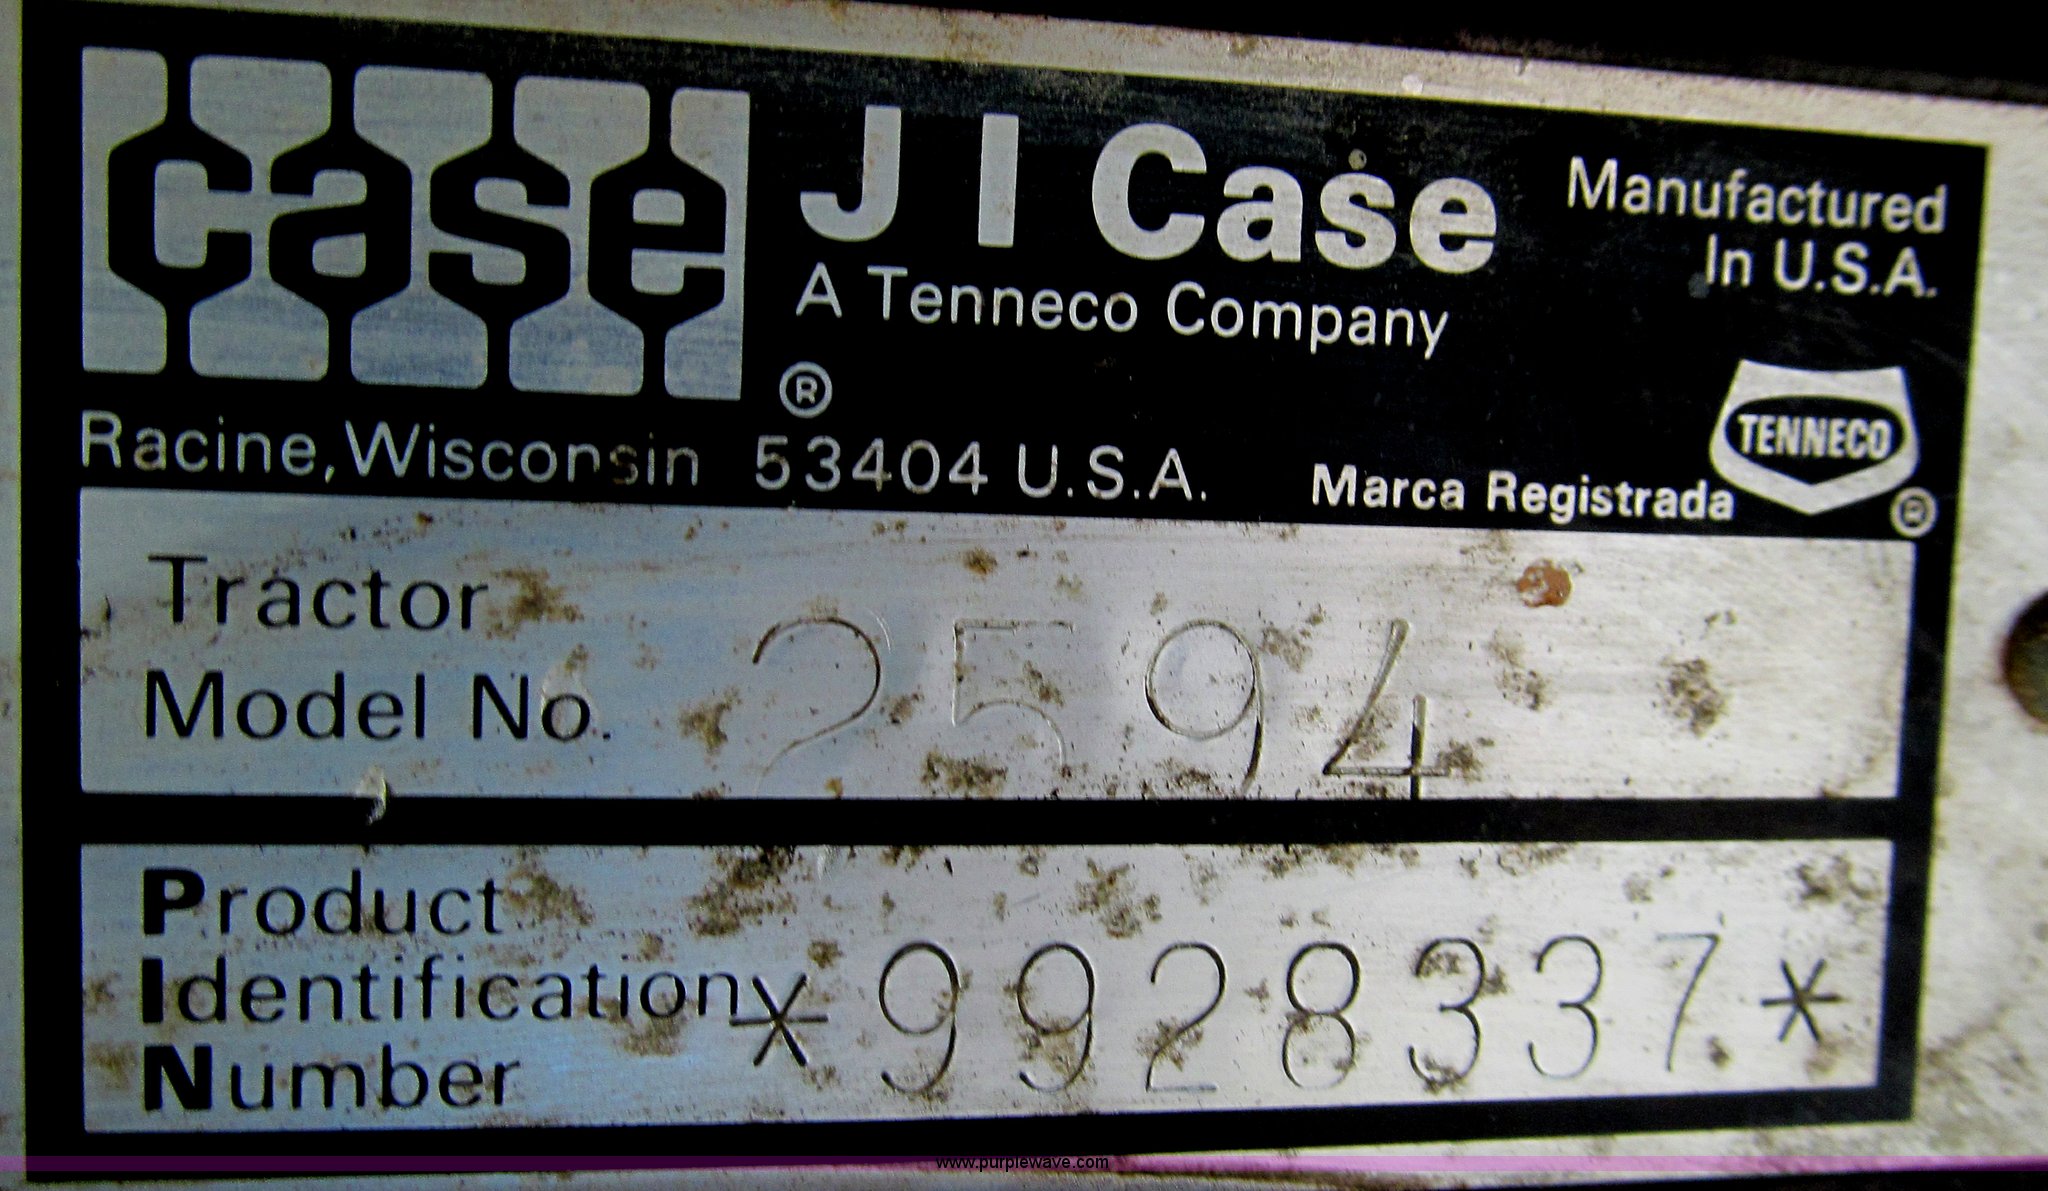 case
J I Case
A Tenneco Company
Manufactured
In U.S.A.
®
TENNECO
®
Racine, Wisconsin 53404 U.S.A.
Marca Registrada
Tractor
Model No. 2594
Product
Identification
Number
*9928337*
www.purplewave.com